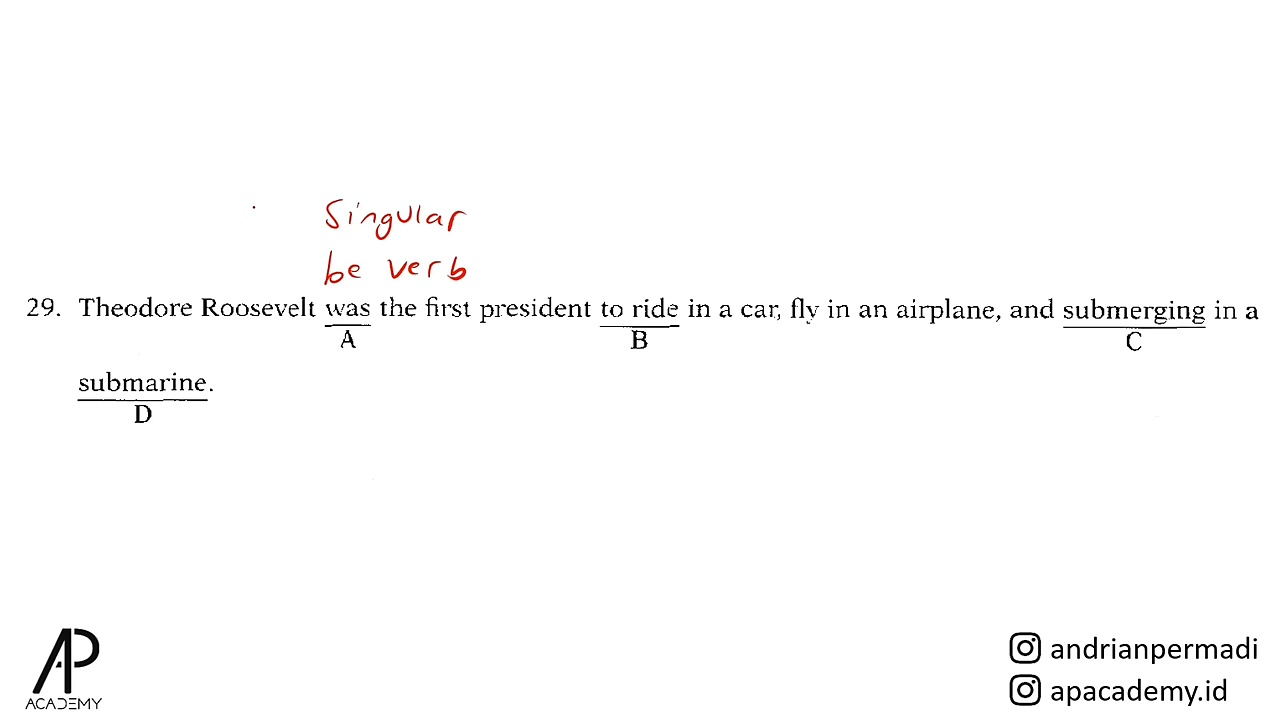 Singular
be verb
29. Theodore Roosevelt was the first president to ride in a car, fly in an airplane, and submerging in a
A B C
submarine.
D
AP
ACADEMY
andrianpermadi
apacademy.id